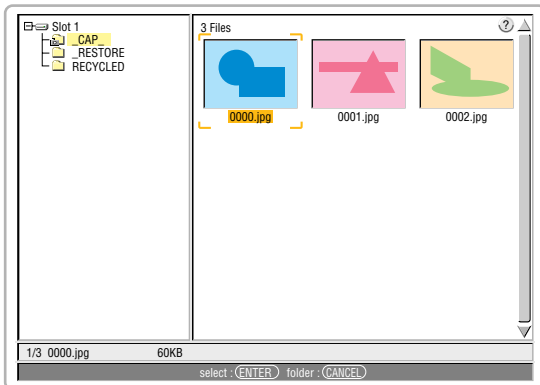 Slot 1
_CAP_
_RESTORE
RECYCLED
3 Files
?
0000.jpg
0001.jpg
0002.jpg
1/3 0000.jpg 60KB
select : ENTER folder : CANCEL